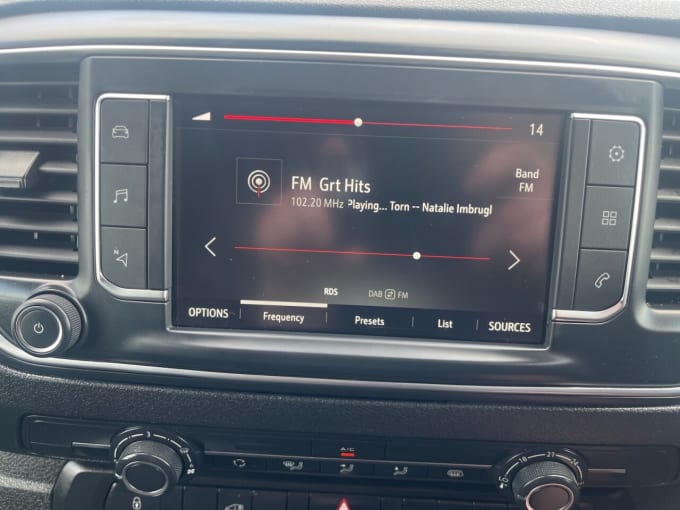 14
Band
FM
FM Grt Hits
102.20 MHz Playing... Torn -- Natalie Imbrugl
RDS
DAB FM
OPTIONS Frequency Presets List SOURCES
N
A/C